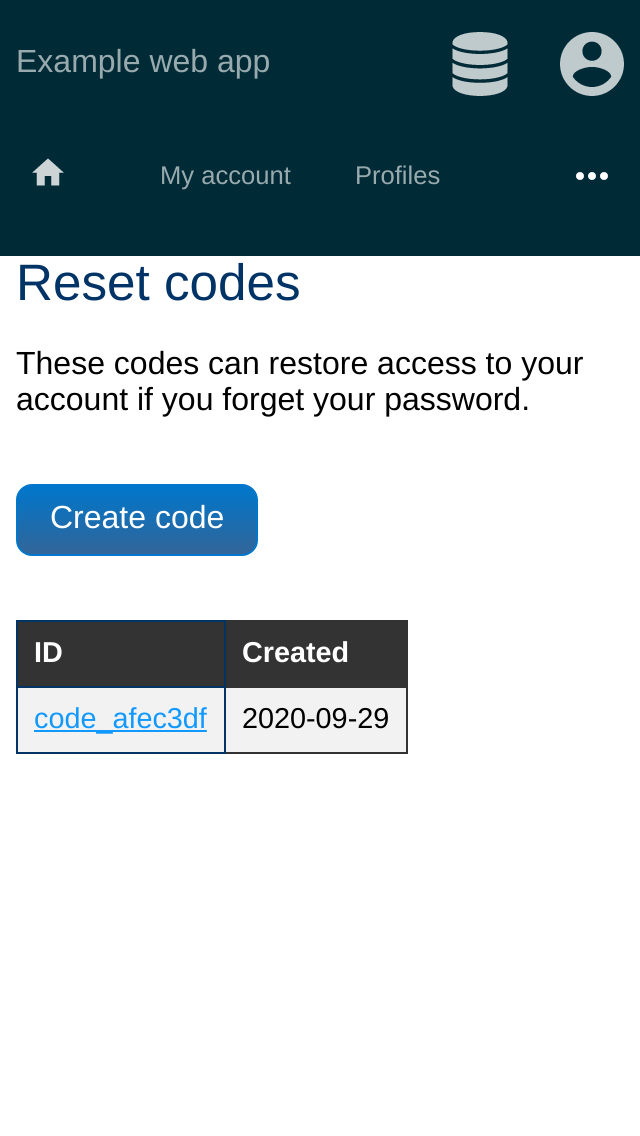 Example web app
My account Profiles
Reset codes
These codes can restore access to your
account if you forget your password.
Create code
ID Created
code_afec3df 2020-09-29